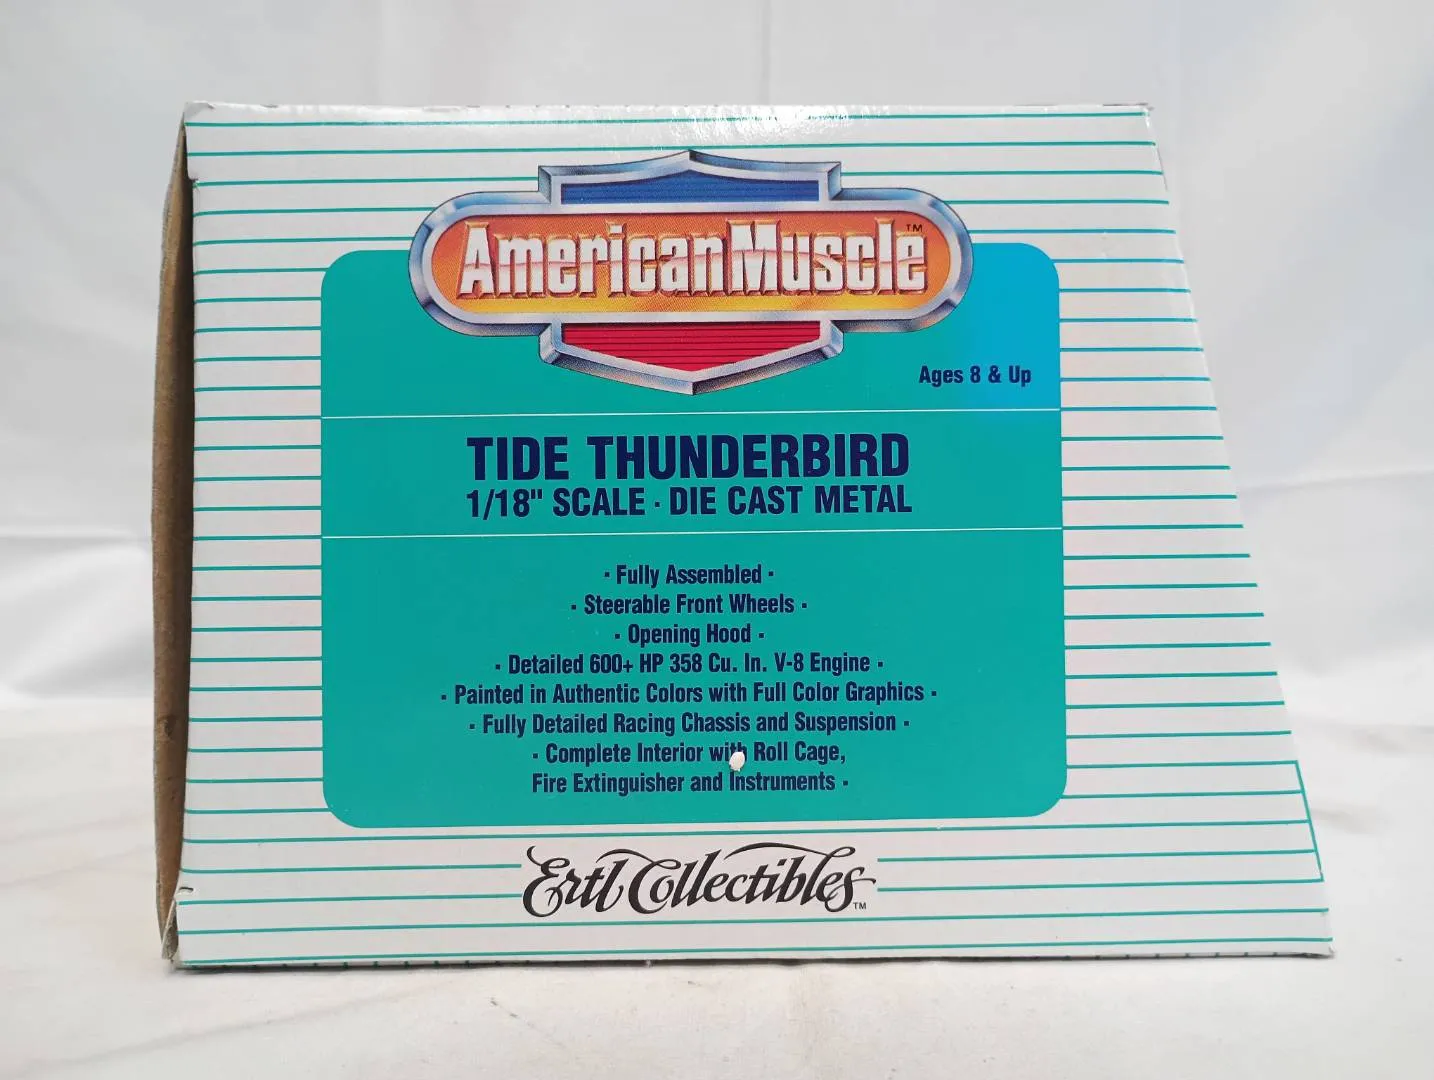 AmericanMuscle™
Ages 8 & Up
TIDE THUNDERBIRD
1/18" SCALE · DIE CAST METAL
· Fully Assembled ·
· Steerable Front Wheels ·
· Opening Hood ·
· Detailed 600+ HP 358 Cu. In. V-8 Engine ·
· Painted in Authentic Colors with Full Color Graphics ·
· Fully Detailed Racing Chassis and Suspension ·
· Complete Interior with Roll Cage,
Fire Extinguisher and Instruments ·
Ertl Collectibles™